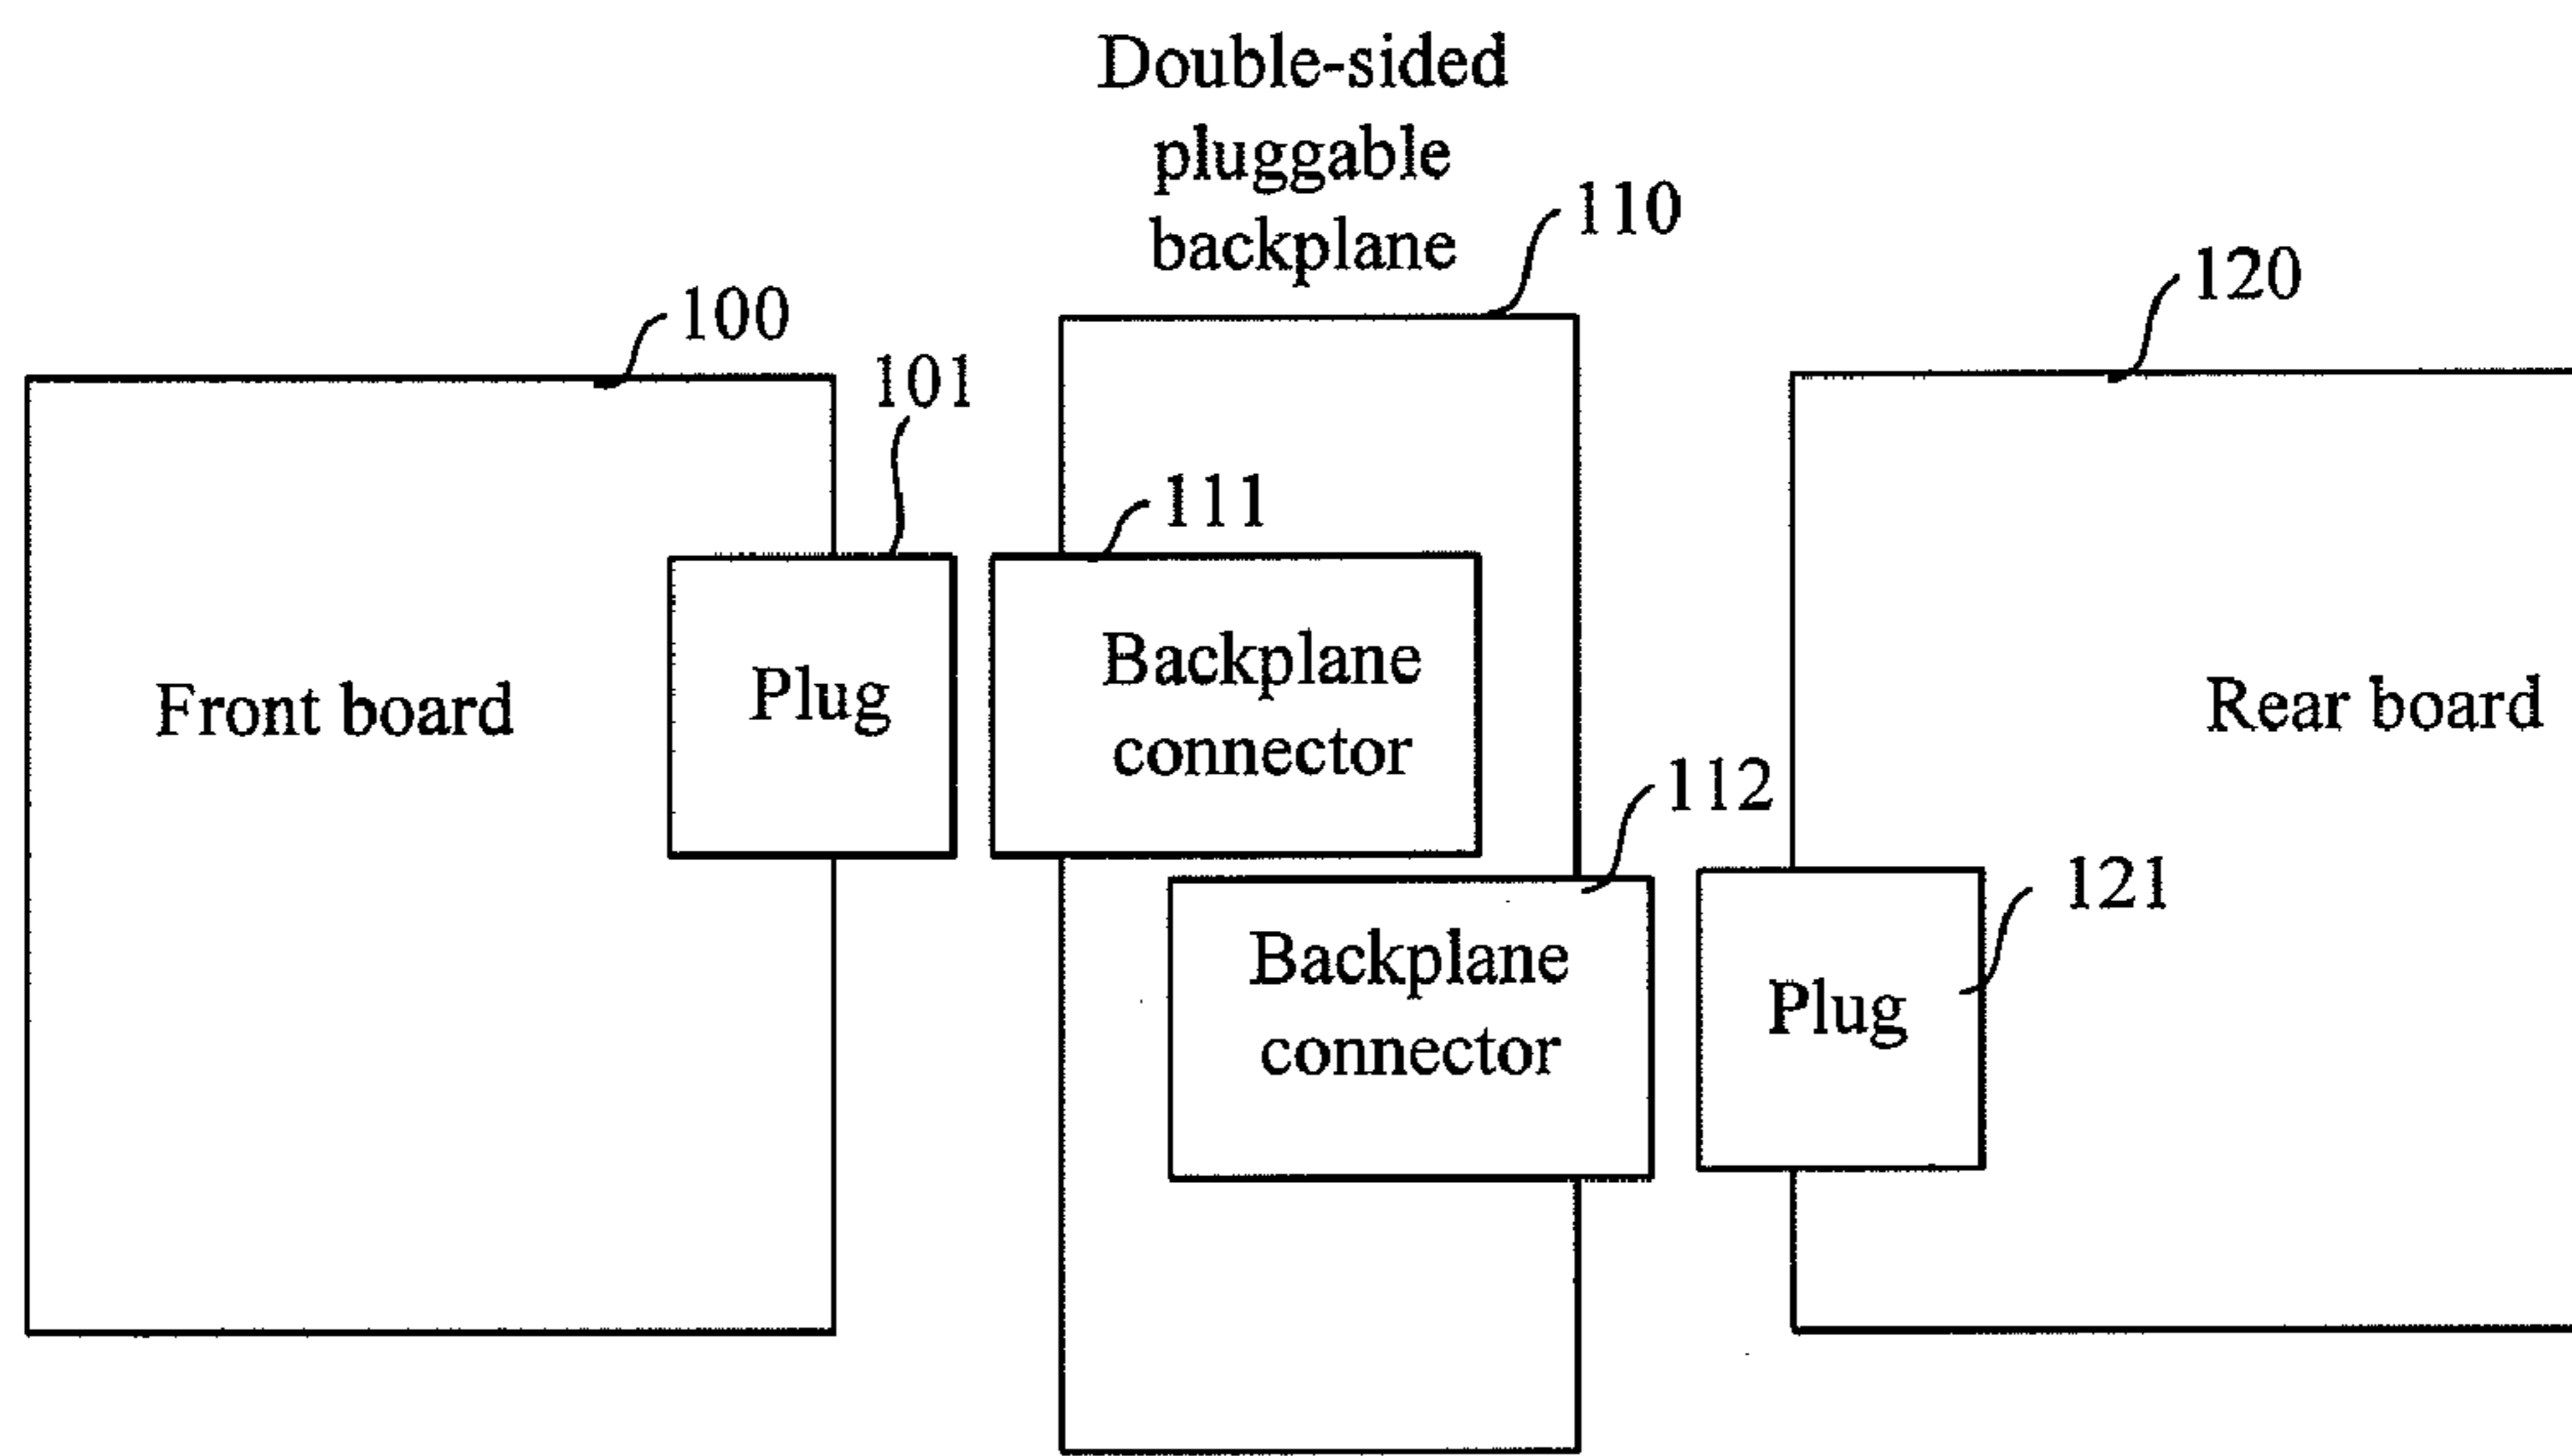 Double-sided
pluggable
backplane
110
120
100
101
111
Backplane
connector
Front board
Plug
Rear board
112
121
Backplane
connector
Plug